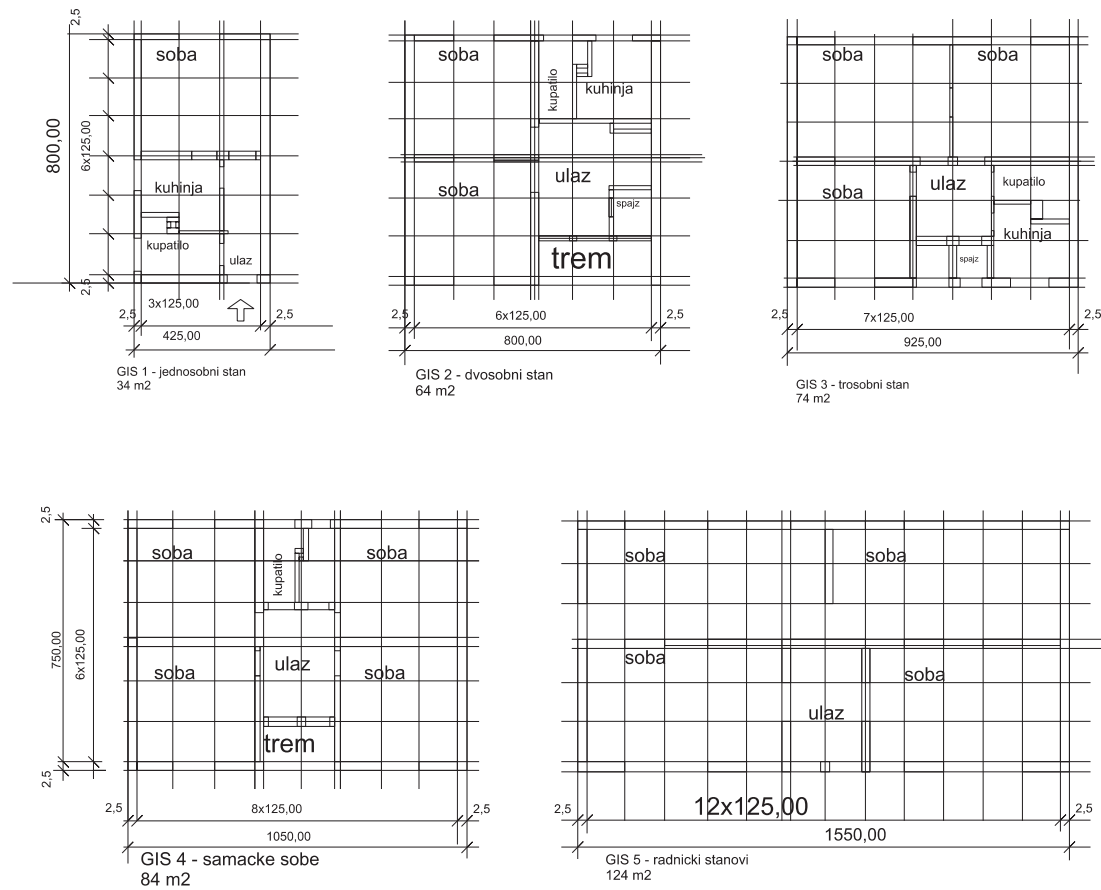 2,5
800,00
6x125,00
2,5
soba
kuhinja
kupatilo
ulaz
3x125,00
2,5
425,00
GIS 1 - jednosobni stan
34 m2
soba
kupatilo
kuhinja
soba
ulaz
spajz
trem
2,5
6x125,00
2,5
800,00
GIS 2 - dvosobni stan
64 m2
soba
soba
soba
ulaz
kupatilo
kuhinja
spajz
2,5
7x125,00
2,5
925,00
GIS 3 - trosobni stan
74 m2
2,5
750,00
6x125,00
2,5
soba
kupatilo
soba
soba
ulaz
soba
trem
2,5
8x125,00
2,5
1050,00
GIS 4 - samacke sobe
84 m2
soba
soba
soba
soba
ulaz
2,5
12x125,00
2,5
1550,00
GIS 5 - radnicki stanovi
124 m2